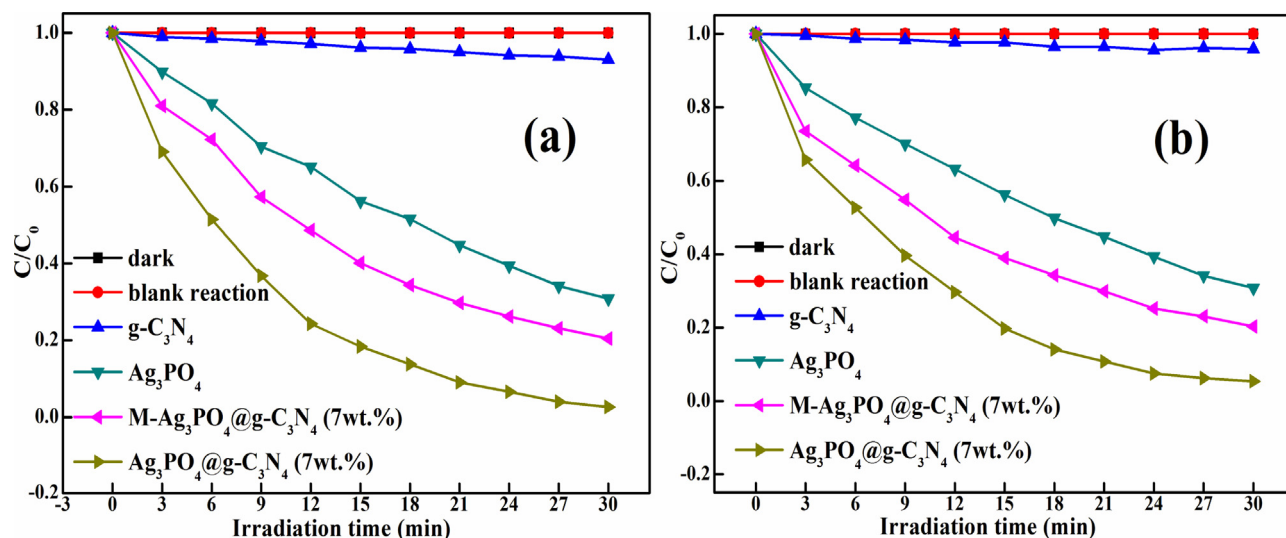 1.0
0.8
0.6
0.4
0.2
0.0
-0.2
C/C₀
(a)
dark
blank reaction
g-C₃N₄
Ag₃PO₄
M-Ag₃PO₄@g-C₃N₄ (7wt.%)
Ag₃PO₄@g-C₃N₄ (7wt.%)
-3 0 3 6 9 12 15 18 21 24 27 30
Irradiation time (min)
1.0
0.8
0.6
0.4
0.2
0.0
-0.2
C/C₀
(b)
dark
blank reaction
g-C₃N₄
Ag₃PO₄
M-Ag₃PO₄@g-C₃N₄ (7wt.%)
Ag₃PO₄@g-C₃N₄ (7wt.%)
0 3 6 9 12 15 18 21 24 27 30
Irradiation time (min)